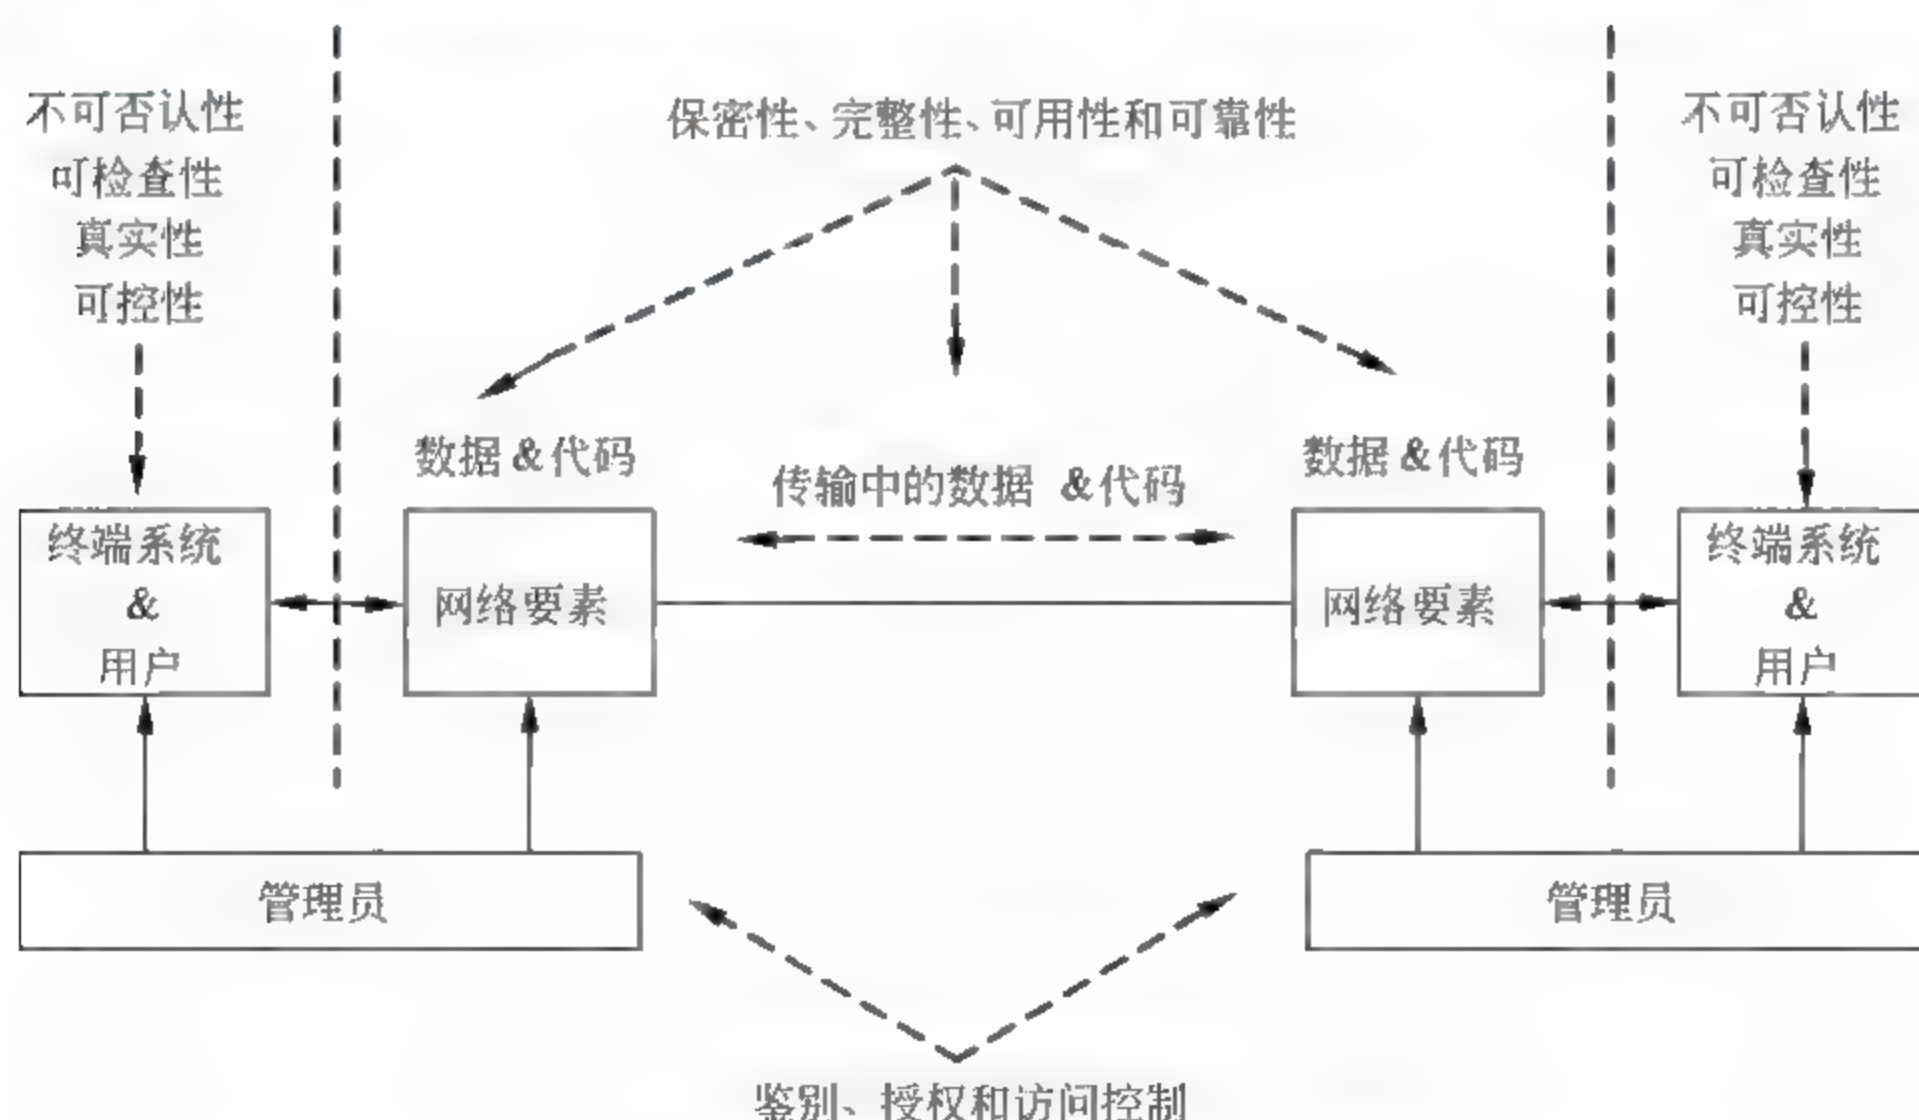 不可否认性
可检查性
真实性
可控性
保密性、完整性、可用性和可靠性
不可否认性
可检查性
真实性
可控性
数据&代码
传输中的数据 &代码
数据&代码
终端系统
&
用户
网络要素
网络要素
终端系统
&
用户
管理员
管理员
鉴别、授权和访问控制